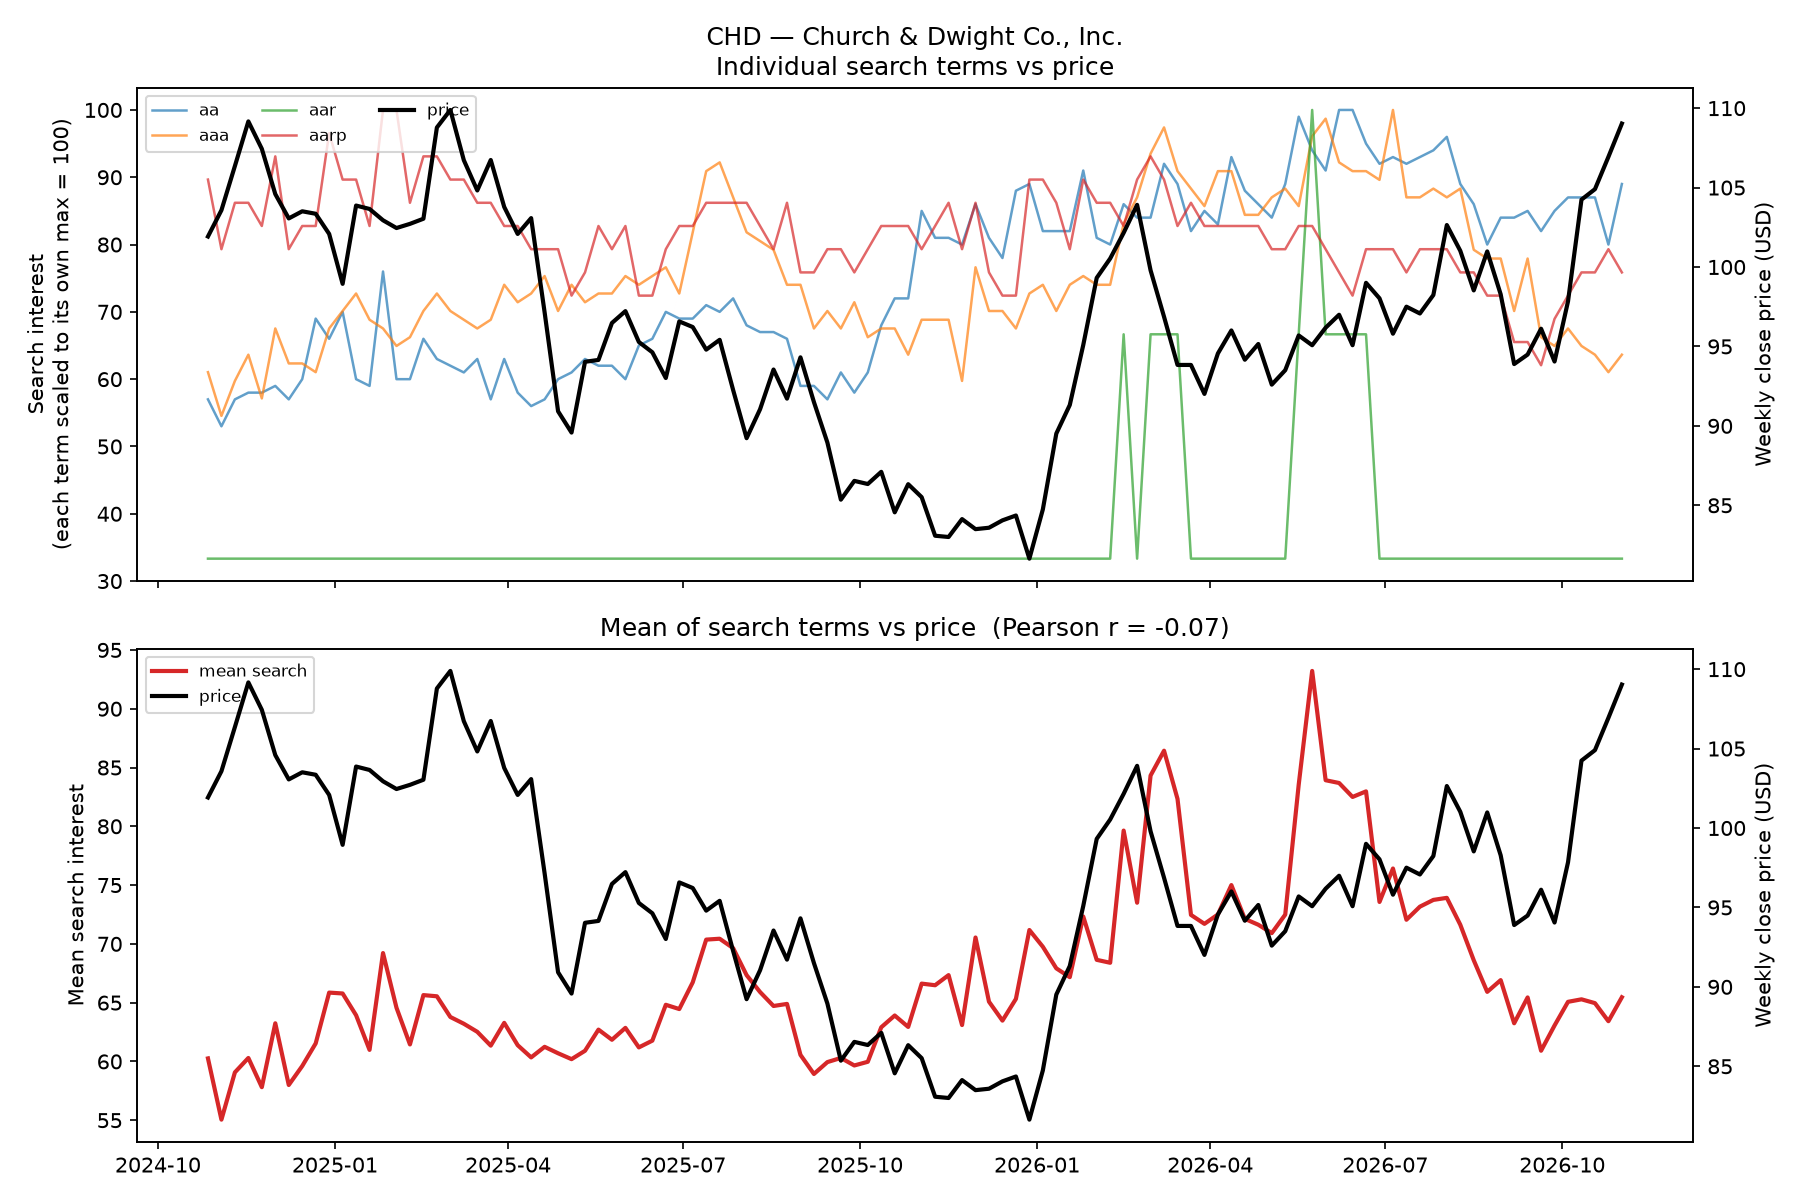 CHD — Church & Dwight Co., Inc.
Individual search terms vs price
aa
aaa
aar
aarp
price
Search interest
(each term scaled to its own max = 100)
100
90
80
70
60
50
40
30
110
105
100
95
90
85
Weekly close price (USD)
Mean of search terms vs price (Pearson r = -0.07)
mean search
price
Mean search interest
95
90
85
80
75
70
65
60
55
110
105
100
95
90
85
Weekly close price (USD)
2024-10
2025-01
2025-04
2025-07
2025-10
2026-01
2026-04
2026-07
2026-10